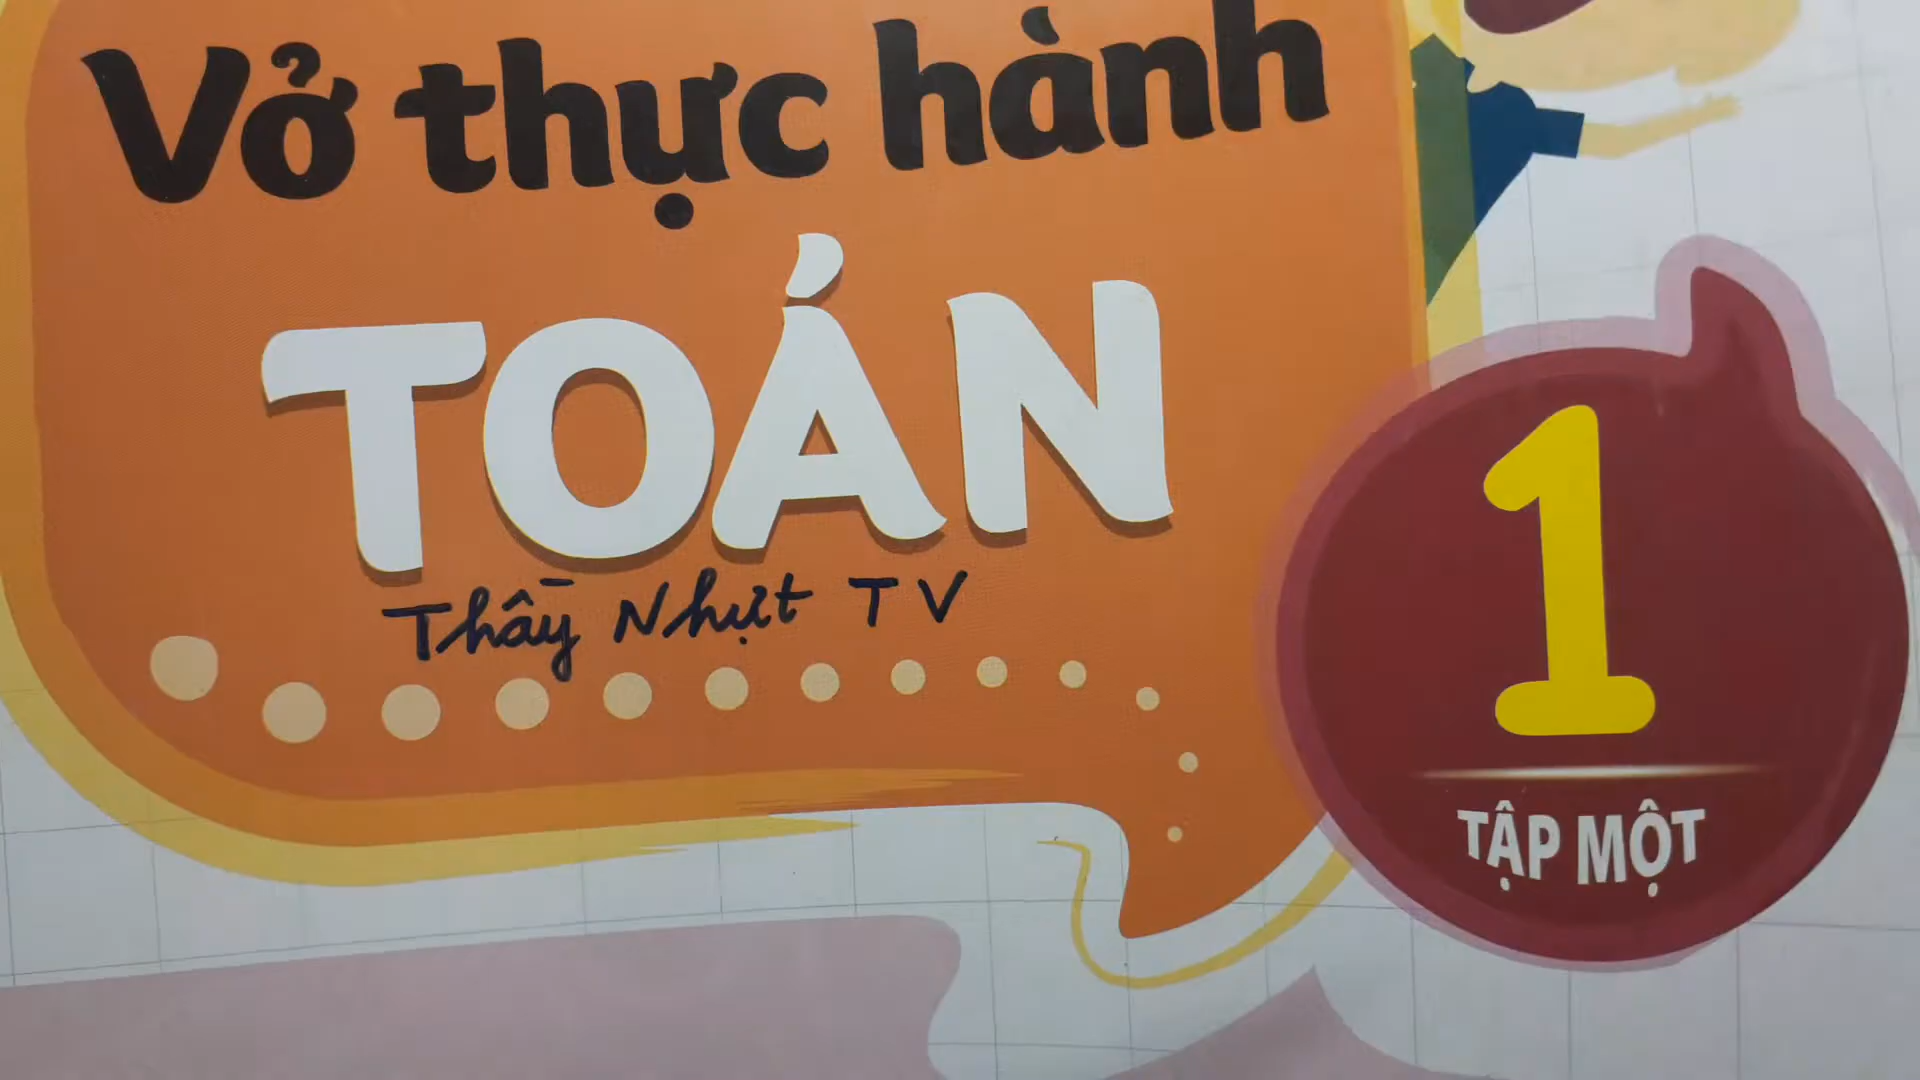 Vở thực hành
TOÁN
Thầy Nhựt TV
1
TẬP MỘT